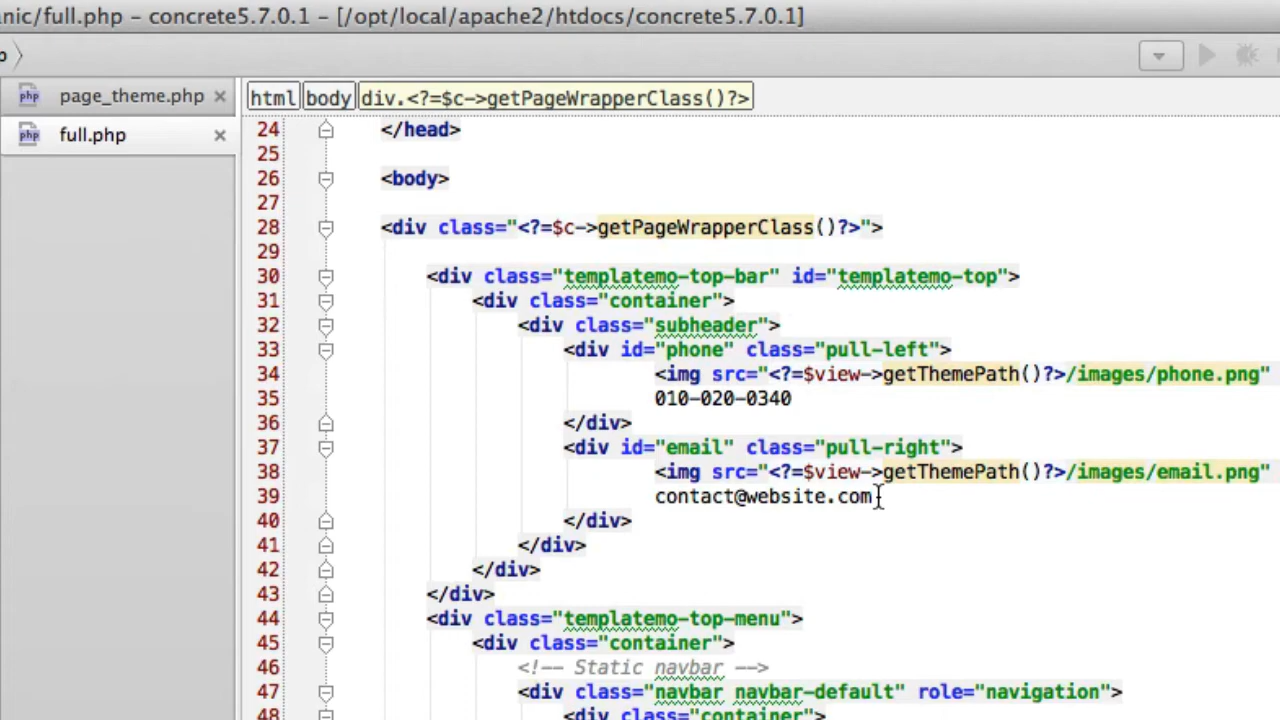 nic/full.php - concrete5.7.0.1 - [/opt/local/apache2/htdocs/concrete5.7.0.1]
page_theme.php
full.php
html body div.<?=$c->getPageWrapperClass()?>
24 </head>
25
26 <body>
27
28 <div class="<?=$c->getPageWrapperClass()?>">
29
30 <div class="templatemo-top-bar" id="templatemo-top">
31 <div class="container">
32 <div class="subheader">
33 <div id="phone" class="pull-left">
34 <img src="<?=$view->getThemePath()?>/images/phone.png"
35 010-020-0340
36 </div>
37 <div id="email" class="pull-right">
38 <img src="<?=$view->getThemePath()?>/images/email.png"
39 contact@website.com
40 </div>
41 </div>
42 </div>
43 </div>
44 <div class="templatemo-top-menu">
45 <div class="container">
46 <!-- Static navbar -->
47 <div class="navbar navbar-default" role="navigation">
48 <div class="container">